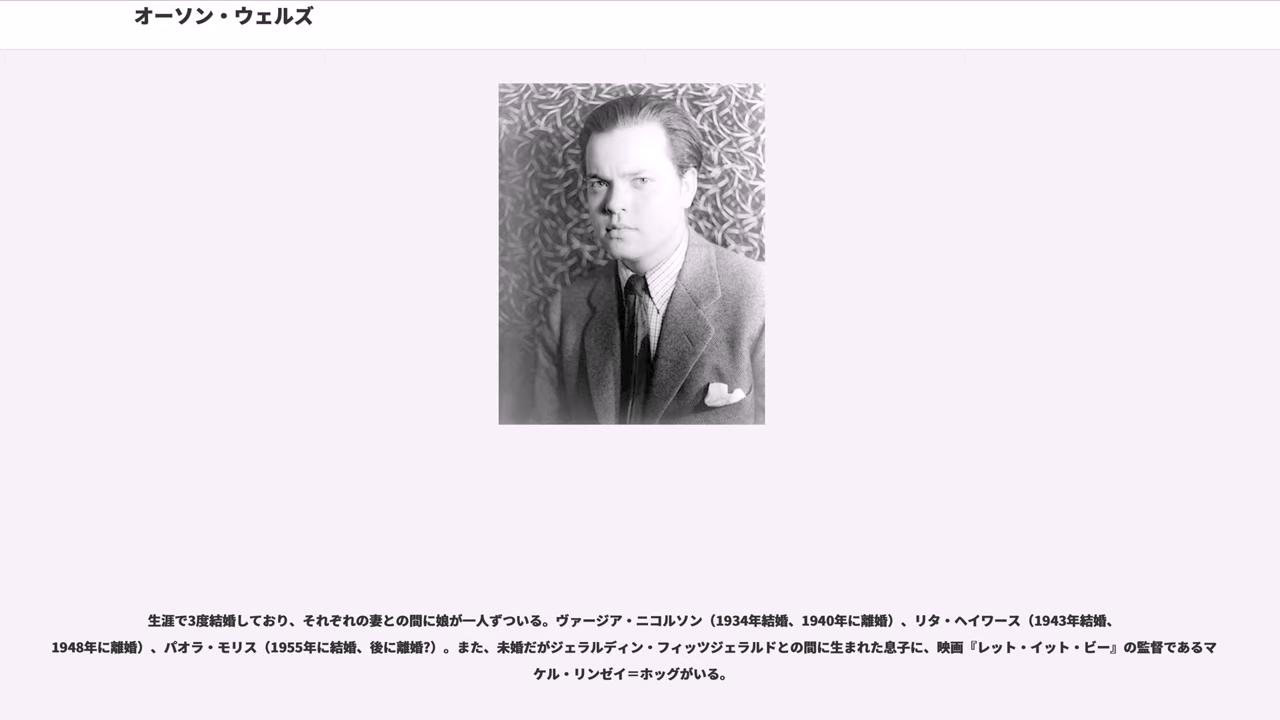 オーソン・ウェルズ
生涯で3度結婚しており、それぞれの妻との間に娘が一人ずついる。ヴァージア・ニコルソン（1934年結婚、1940年に離婚）、リタ・ヘイワース（1943年結婚、
1948年に離婚）、パオラ・モリス（1955年に結婚、後に離婚?）。また、未婚だがジェラルディン・フィッツジェラルドとの間に生まれた息子に、映画『レット・イット・ビー』の監督であるマ
ケル・リンゼイ＝ホッグがいる。